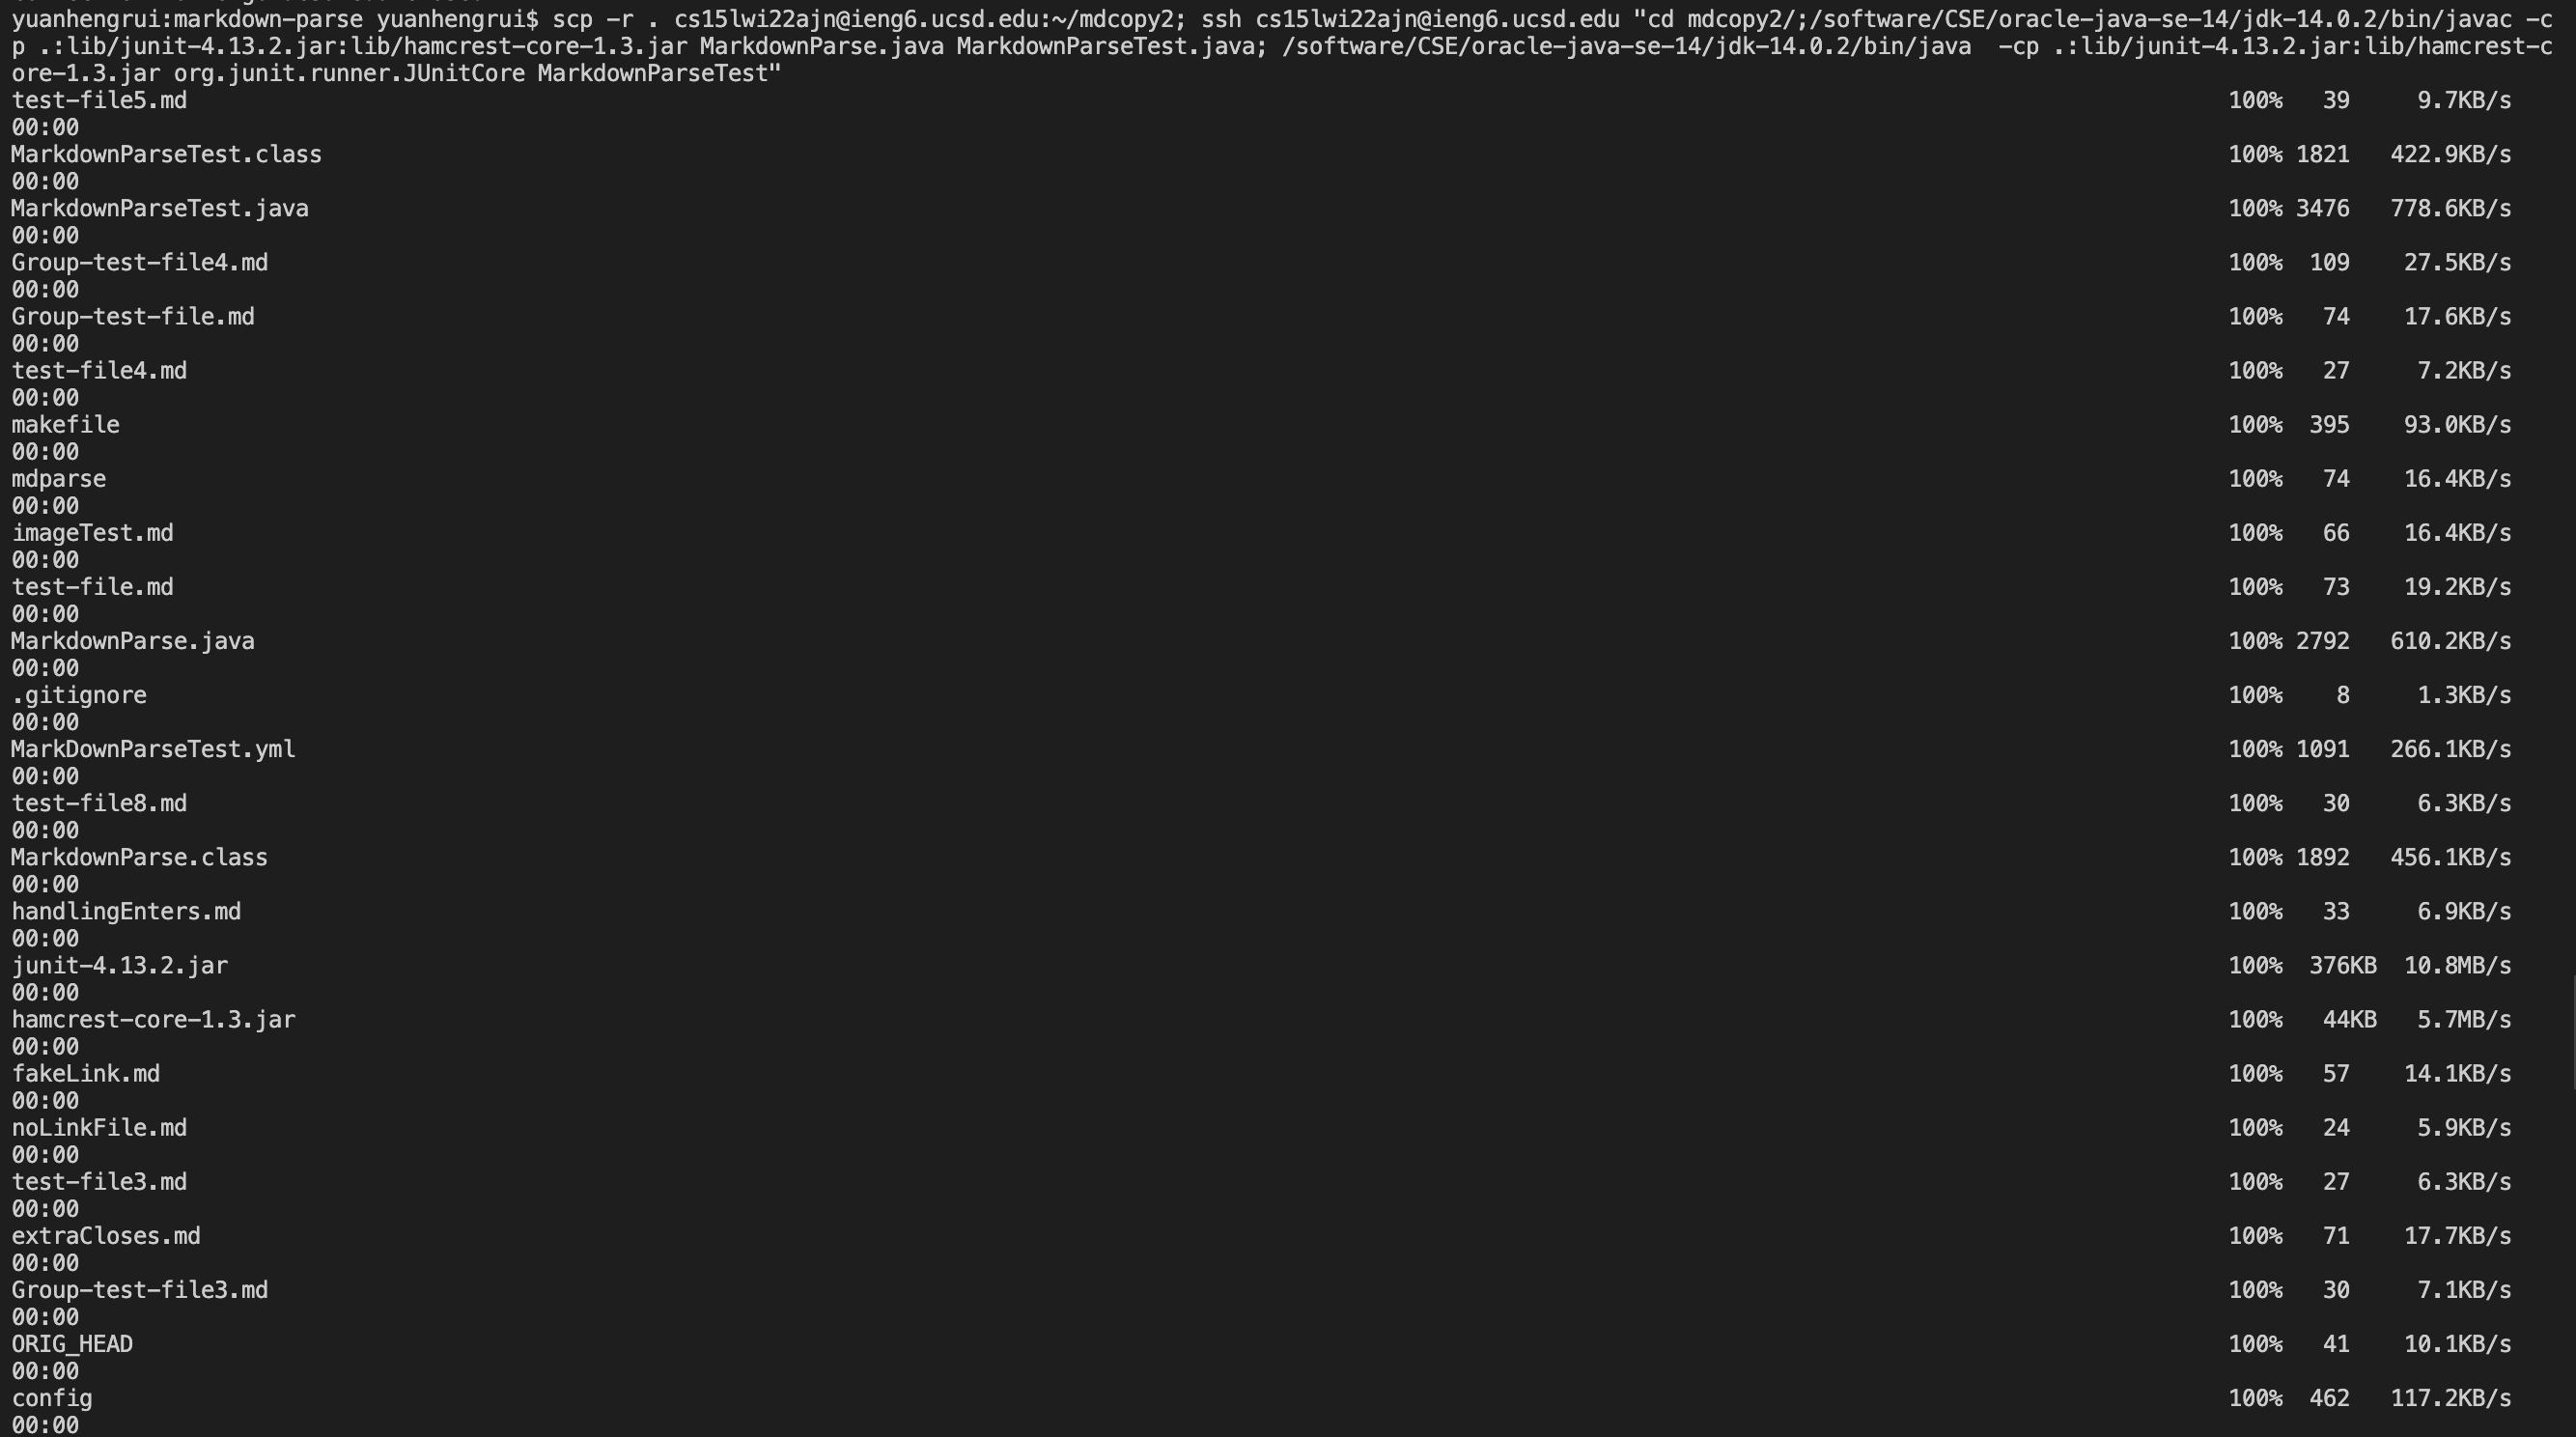 yuanhengrui:markdown-parse yuanhengrui$ scp -r . cs15lwi22ajn@ieng6.ucsd.edu:~/mdcopy2; ssh cs15lwi22ajn@ieng6.ucsd.edu "cd mdcopy2/;/software/CSE/oracle-java-se-14/jdk-14.0.2/bin/javac -c
p .:lib/junit-4.13.2.jar:lib/hamcrest-core-1.3.jar MarkdownParse.java MarkdownParseTest.java; /software/CSE/oracle-java-se-14/jdk-14.0.2/bin/java  -cp .:lib/junit-4.13.2.jar:lib/hamcrest-c
ore-1.3.jar org.junit.runner.JUnitCore MarkdownParseTest"
test-file5.md 100% 39 9.7KB/s
00:00
MarkdownParseTest.class 100% 1821 422.9KB/s
00:00
MarkdownParseTest.java 100% 3476 778.6KB/s
00:00
Group-test-file4.md 100% 109 27.5KB/s
00:00
Group-test-file.md 100% 74 17.6KB/s
00:00
test-file4.md 100% 27 7.2KB/s
00:00
makefile 100% 395 93.0KB/s
00:00
mdparse 100% 74 16.4KB/s
00:00
imageTest.md 100% 66 16.4KB/s
00:00
test-file.md 100% 73 19.2KB/s
00:00
MarkdownParse.java 100% 2792 610.2KB/s
00:00
.gitignore 100% 8 1.3KB/s
00:00
MarkDownParseTest.yml 100% 1091 266.1KB/s
00:00
test-file8.md 100% 30 6.3KB/s
00:00
MarkdownParse.class 100% 1892 456.1KB/s
00:00
handlingEnters.md 100% 33 6.9KB/s
00:00
junit-4.13.2.jar 100% 376KB 10.8MB/s
00:00
hamcrest-core-1.3.jar 100% 44KB 5.7MB/s
00:00
fakeLink.md 100% 57 14.1KB/s
00:00
noLinkFile.md 100% 24 5.9KB/s
00:00
test-file3.md 100% 27 6.3KB/s
00:00
extraCloses.md 100% 71 17.7KB/s
00:00
Group-test-file3.md 100% 30 7.1KB/s
00:00
ORIG_HEAD 100% 41 10.1KB/s
00:00
config 100% 462 117.2KB/s
00:00